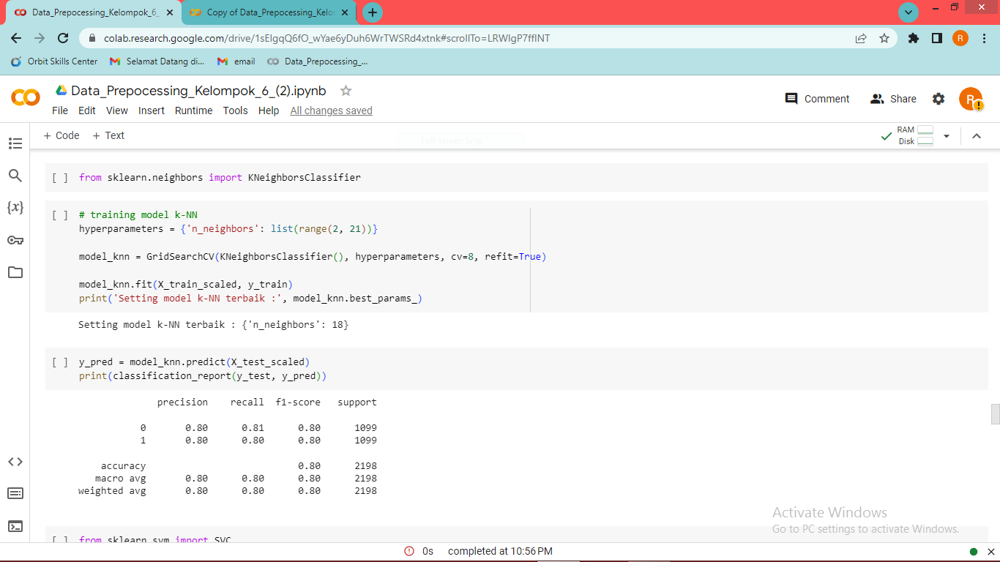 Data_Prepocessing_Kelompok_6_
Copy of Data_Prepocessing_Kelo
colab.research.google.com/drive/1sElgqQ6fO_wYae6yDuh6WrTWSRd4xtnk#scrollTo=LRWIgP7ffINT
R
Orbit Skills Center
Selamat Datang di...
email
Data_Prepocessing_...
Data_Prepocessing_Kelompok_6_(2).ipynb
Comment
Share
R
File Edit View Insert Runtime Tools Help All changes saved
+ Code + Text
RAM
Disk
[ ] from sklearn.neighbors import KNeighborsClassifier
[ ] # training model k-NN
hyperparameters = {'n_neighbors': list(range(2, 21))}
model_knn = GridSearchCV(KNeighborsClassifier(), hyperparameters, cv=8, refit=True)
model_knn.fit(X_train_scaled, y_train)
print('Setting model k-NN terbaik :', model_knn.best_params_)
Setting model k-NN terbaik : {'n_neighbors': 18}
[ ] y_pred = model_knn.predict(X_test_scaled)
print(classification_report(y_test, y_pred))
precision recall f1-score support
0 0.80 0.81 0.80 1099
1 0.80 0.80 0.80 1099
accuracy 0.80 2198
macro avg 0.80 0.80 0.80 2198
weighted avg 0.80 0.80 0.80 2198
[ ] from sklearn.svm import SVC
Activate Windows
Go to PC settings to activate Windows.
0s completed at 10:56 PM